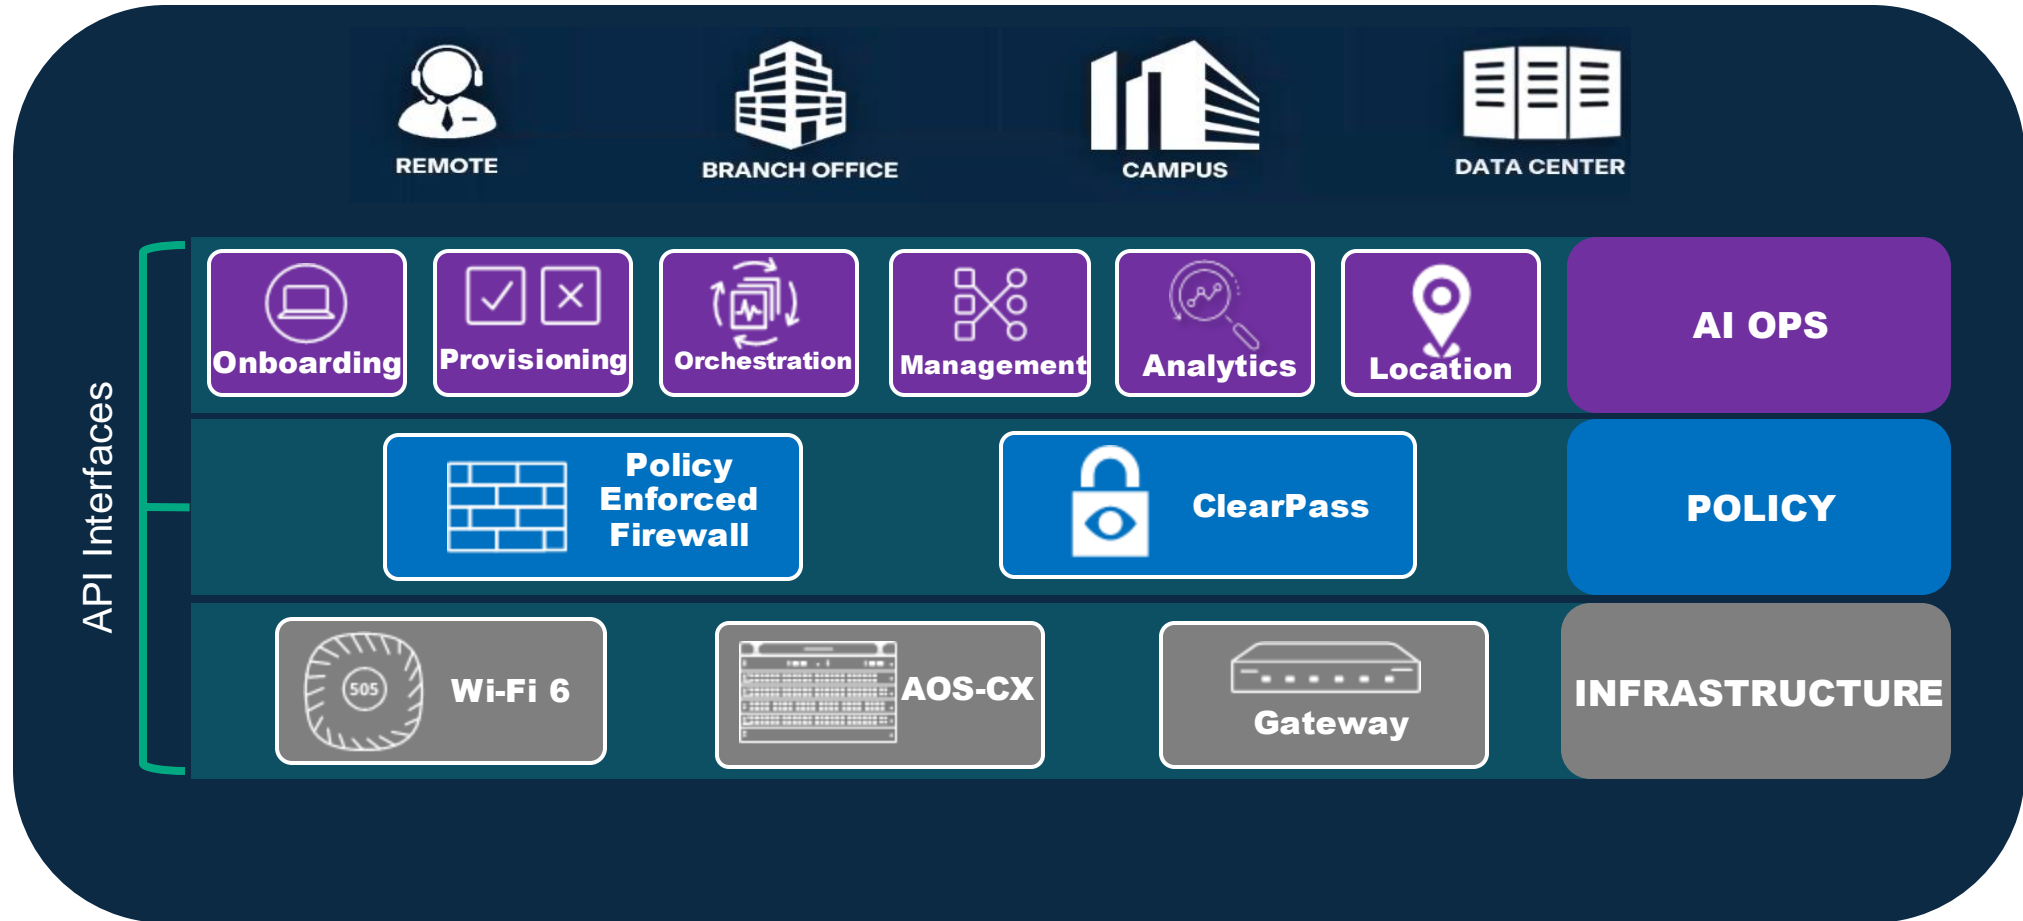 REMOTE
BRANCH OFFICE
CAMPUS
DATA CENTER
API Interfaces
Onboarding
Provisioning
Orchestration
Management
Analytics
Location
AI OPS
Policy
Enforced
Firewall
ClearPass
POLICY
505
Wi-Fi 6
AOS-CX
Gateway
INFRASTRUCTURE